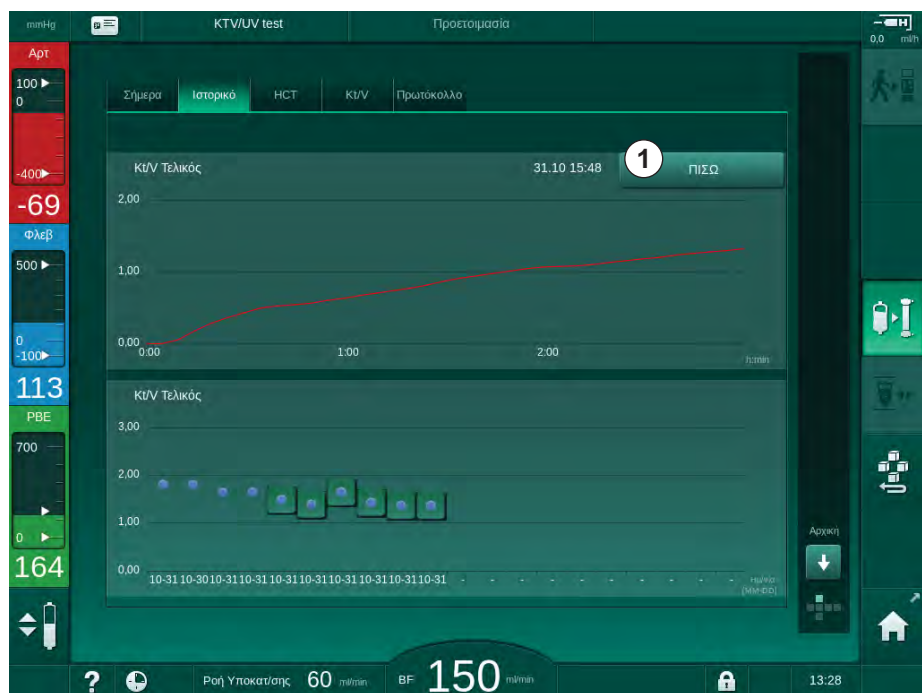 mmHg
KTV/UV test
Προετοιμασία
0,0 ml/h
Αρτ
100
0
-400
-69
Φλεβ
500
0
-100
113
PBE
700
0
164
Σήμερα Ιστορικό HCT Kt/V Πρωτόκολλο
Kt/V Τελικός 31.10 15:48 1 ΠΙΣΩ
2,00
1,00
0,00
0:00 1:00 2:00 h:min
Kt/V Τελικός
3,00
2,00
1,00
0,00
10-31 10-30 10-31 10-31 10-31 10-31 10-31 10-31 10-31 10-31 - - - - - - - - - -
[MM-DD]
Αρχική
? Ροή Υποκατ/σης 60 ml/min BF 150 ml/min 13:28